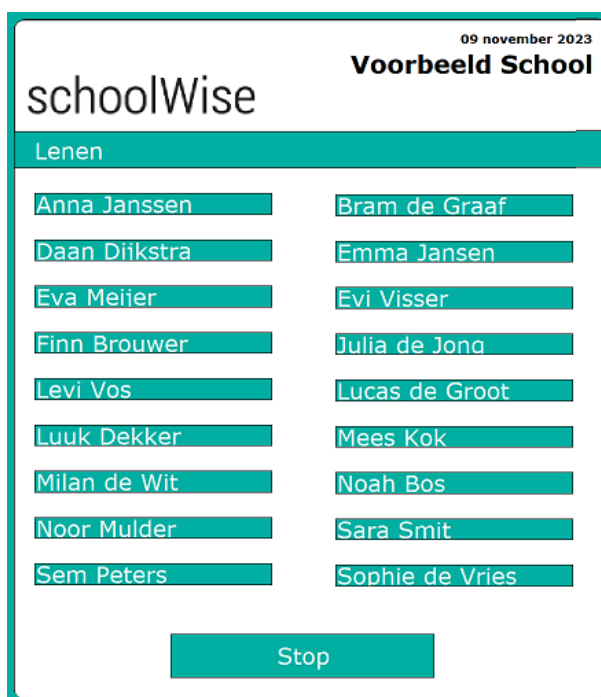 09 november 2023
Voorbeeld School
schoolWise
Lenen
Anna Janssen
Bram de Graaf
Daan Dijkstra
Emma Jansen
Eva Meijer
Evi Visser
Finn Brouwer
Julia de Jong
Levi Vos
Lucas de Groot
Luuk Dekker
Mees Kok
Milan de Wit
Noah Bos
Noor Mulder
Sara Smit
Sem Peters
Sophie de Vries
Stop